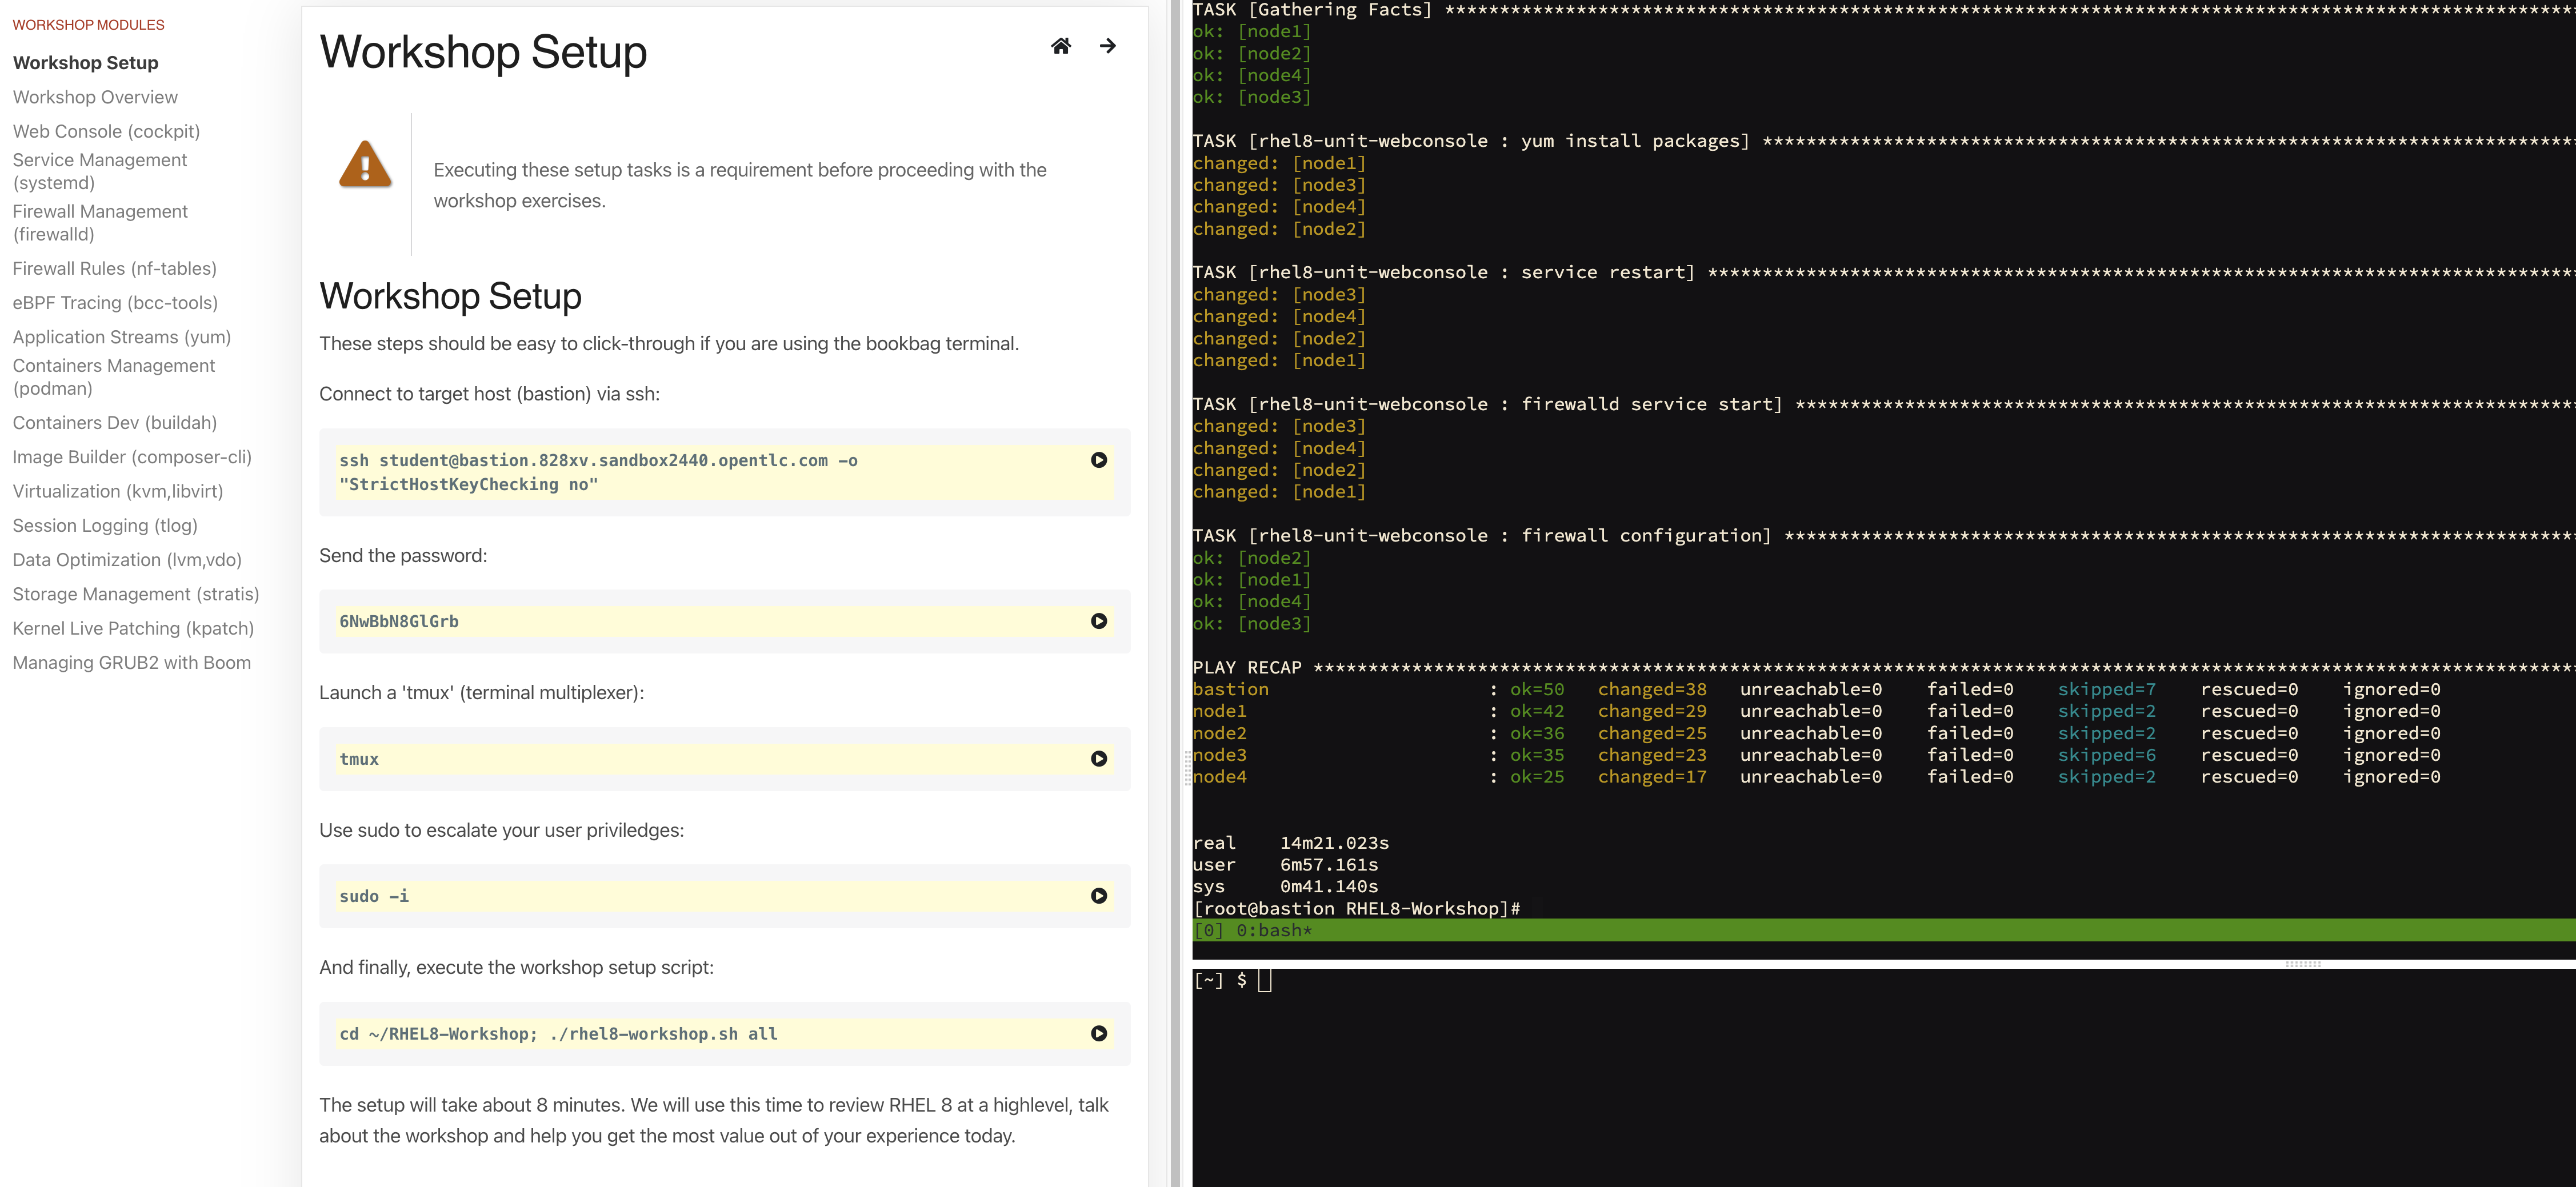 WORKSHOP MODULES
Workshop Setup
Workshop Overview
Web Console (cockpit)
Service Management
(systemd)
Firewall Management
(firewalld)
Firewall Rules (nf-tables)
eBPF Tracing (bcc-tools)
Application Streams (yum)
Containers Management
(podman)
Containers Dev (buildah)
Image Builder (composer-cli)
Virtualization (kvm,libvirt)
Session Logging (tlog)
Data Optimization (lvm,vdo)
Storage Management (stratis)
Kernel Live Patching (kpatch)
Managing GRUB2 with Boom
Workshop Setup
Executing these setup tasks is a requirement before proceeding with the
workshop exercises.
Workshop Setup
These steps should be easy to click-through if you are using the bookbag terminal.
Connect to target host (bastion) via ssh:
ssh student@bastion.828xv.sandbox2440.opentlc.com -o
"StrictHostKeyChecking no"
Send the password:
6NwBbN8GlGrb
Launch a 'tmux' (terminal multiplexer):
tmux
Use sudo to escalate your user priviledges:
sudo -i
And finally, execute the workshop setup script:
cd ~/RHEL8-Workshop; ./rhel8-workshop.sh all
The setup will take about 8 minutes. We will use this time to review RHEL 8 at a highlevel, talk
about the workshop and help you get the most value out of your experience today.
TASK [Gathering Facts] ********************************************************************************************************
ok: [node1]
ok: [node2]
ok: [node4]
ok: [node3]
TASK [rhel8-unit-webconsole : yum install packages] ***************************************************************************
changed: [node1]
changed: [node3]
changed: [node4]
changed: [node2]
TASK [rhel8-unit-webconsole : service restart] ********************************************************************************
changed: [node3]
changed: [node4]
changed: [node2]
changed: [node1]
TASK [rhel8-unit-webconsole : firewalld service start] ************************************************************************
changed: [node3]
changed: [node4]
changed: [node2]
changed: [node1]
TASK [rhel8-unit-webconsole : firewall configuration] *************************************************************************
ok: [node2]
ok: [node1]
ok: [node4]
ok: [node3]
PLAY RECAP ********************************************************************************************************************
bastion : ok=50 changed=38 unreachable=0 failed=0 skipped=7 rescued=0 ignored=0
node1 : ok=42 changed=29 unreachable=0 failed=0 skipped=2 rescued=0 ignored=0
node2 : ok=36 changed=25 unreachable=0 failed=0 skipped=2 rescued=0 ignored=0
node3 : ok=35 changed=23 unreachable=0 failed=0 skipped=6 rescued=0 ignored=0
node4 : ok=25 changed=17 unreachable=0 failed=0 skipped=2 rescued=0 ignored=0
real 14m21.023s
user 6m57.161s
sys 0m41.140s
[root@bastion RHEL8-Workshop]#
[0] 0:bash*
[~] $